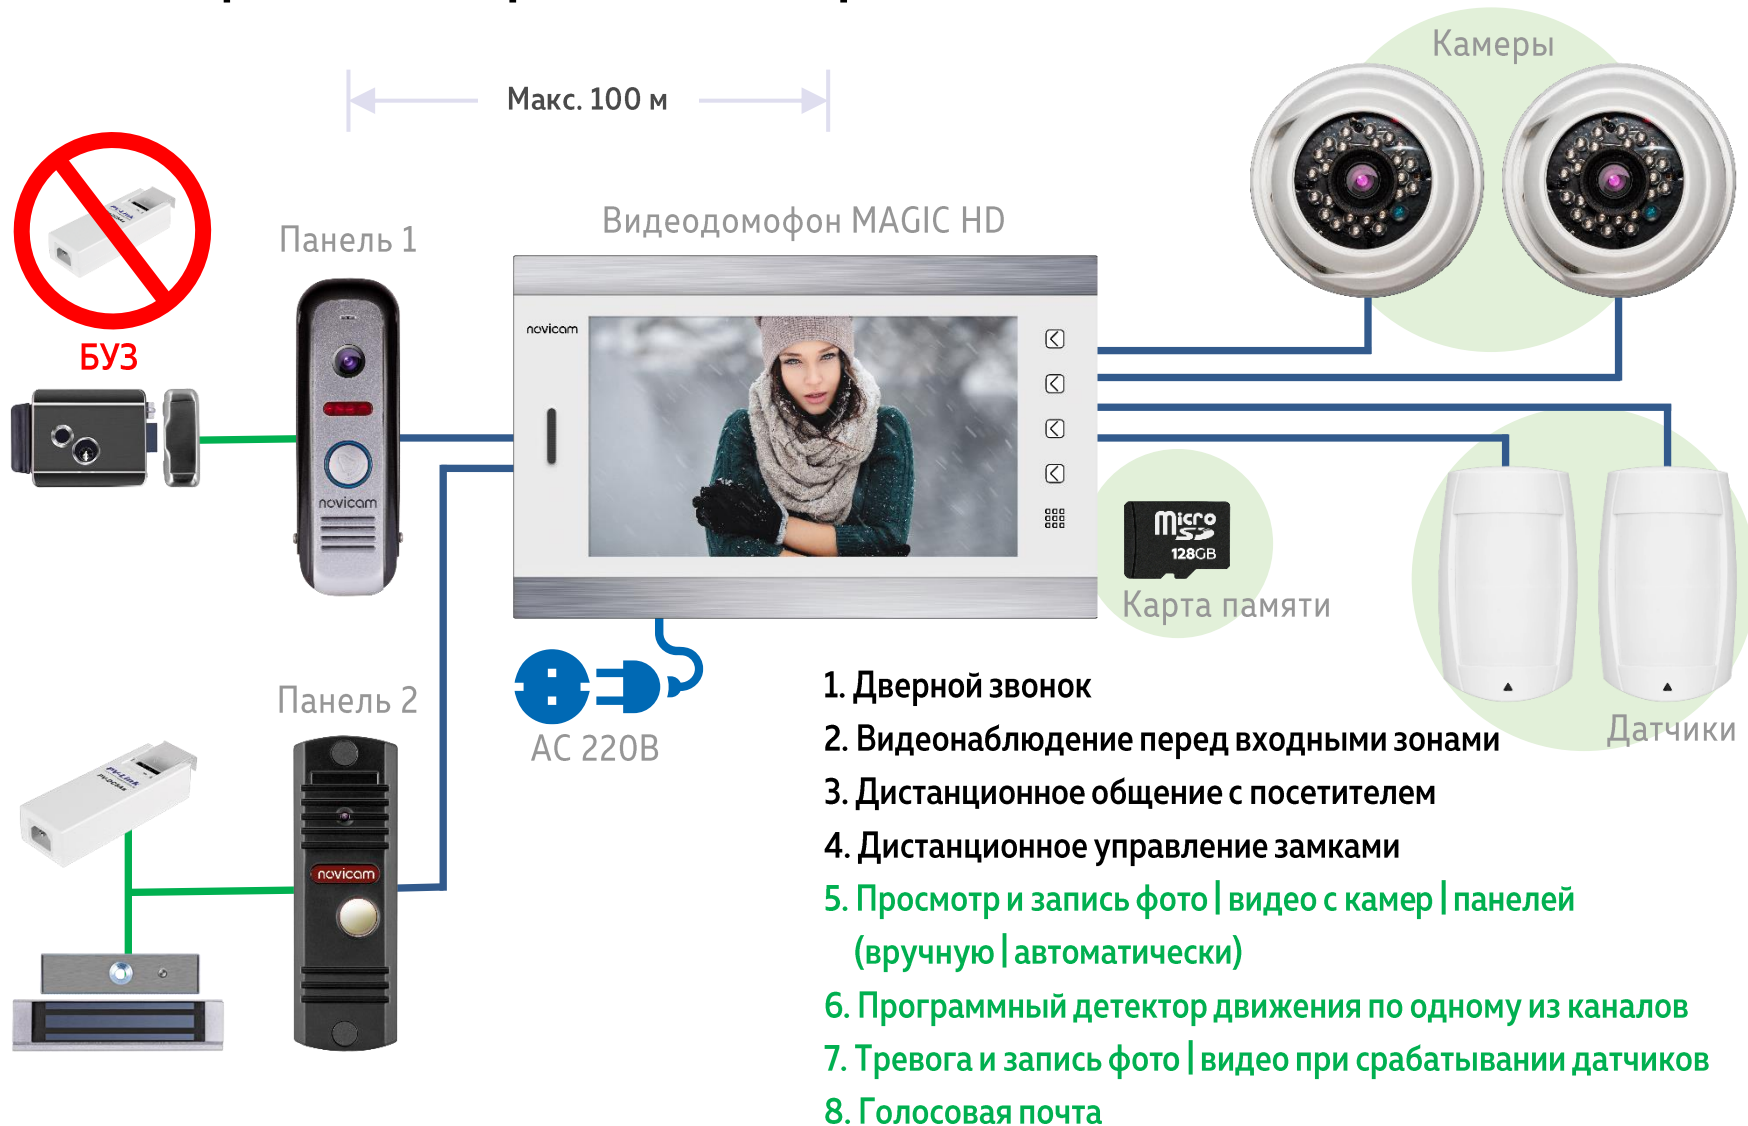 Камеры
Макс. 100 м
Видеодомофон MAGIC HD
Панель 1
БУЗ
novicam
novicam
Micro
SD
128GB
Карта памяти
Панель 2
AC 220В
Датчики
PV-Link
novicam
1. Дверной звонок
2. Видеонаблюдение перед входными зонами
3. Дистанционное общение с посетителем
4. Дистанционное управление замками
5. Просмотр и запись фото | видео с камер | панелей
(вручную | автоматически)
6. Программный детектор движения по одному из каналов
7. Тревога и запись фото | видео при срабатывании датчиков
8. Голосовая почта